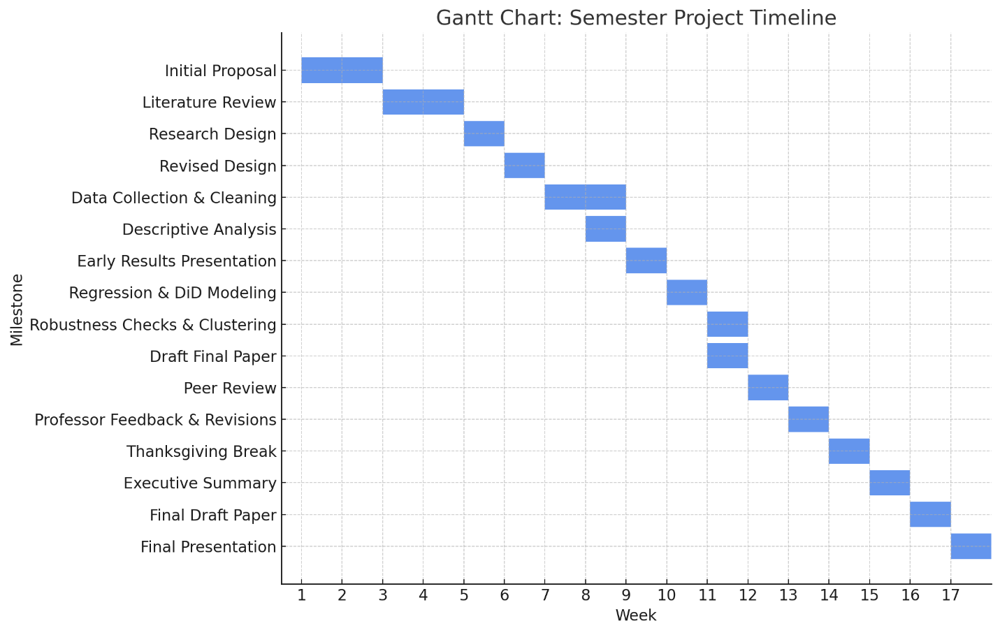 Gantt Chart: Semester Project Timeline
Milestone
Initial Proposal
Literature Review
Research Design
Revised Design
Data Collection & Cleaning
Descriptive Analysis
Early Results Presentation
Regression & DiD Modeling
Robustness Checks & Clustering
Draft Final Paper
Peer Review
Professor Feedback & Revisions
Thanksgiving Break
Executive Summary
Final Draft Paper
Final Presentation
1 2 3 4 5 6 7 8 9 10 11 12 13 14 15 16 17
Week